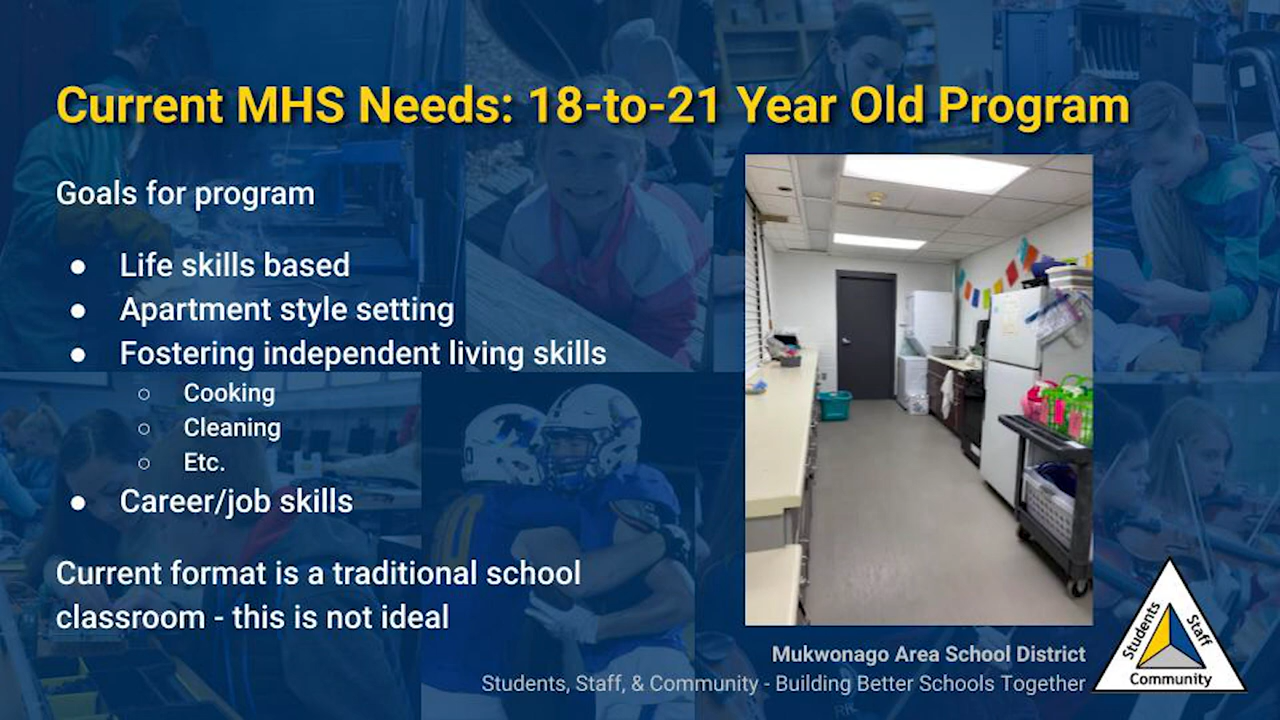 Current MHS Needs: 18-to-21 Year Old Program
Goals for program
● Life skills based
● Apartment style setting
● Fostering independent living skills
○ Cooking
○ Cleaning
○ Etc.
● Career/job skills
Current format is a traditional school
classroom - this is not ideal
Mukwonago Area School District
Students, Staff, & Community - Building Better Schools Together
Students
Staff
Community